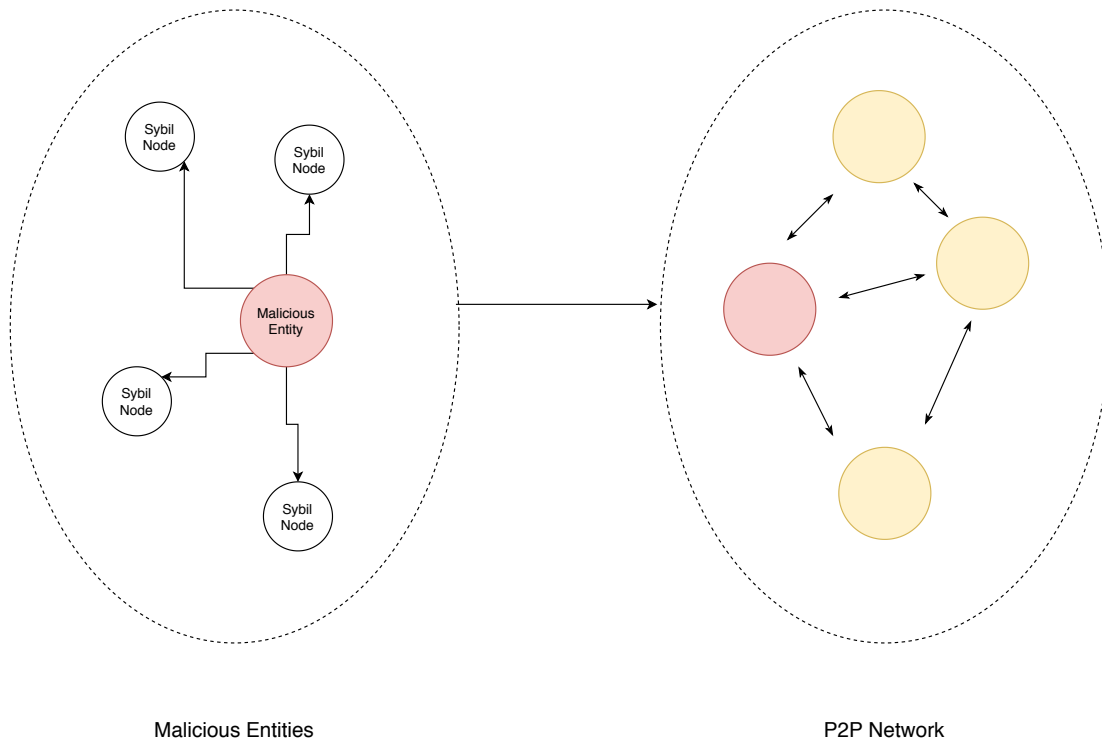 Sybil
Node
Sybil
Node
Malicious
Entity
Sybil
Node
Sybil
Node
Malicious Entities
P2P Network